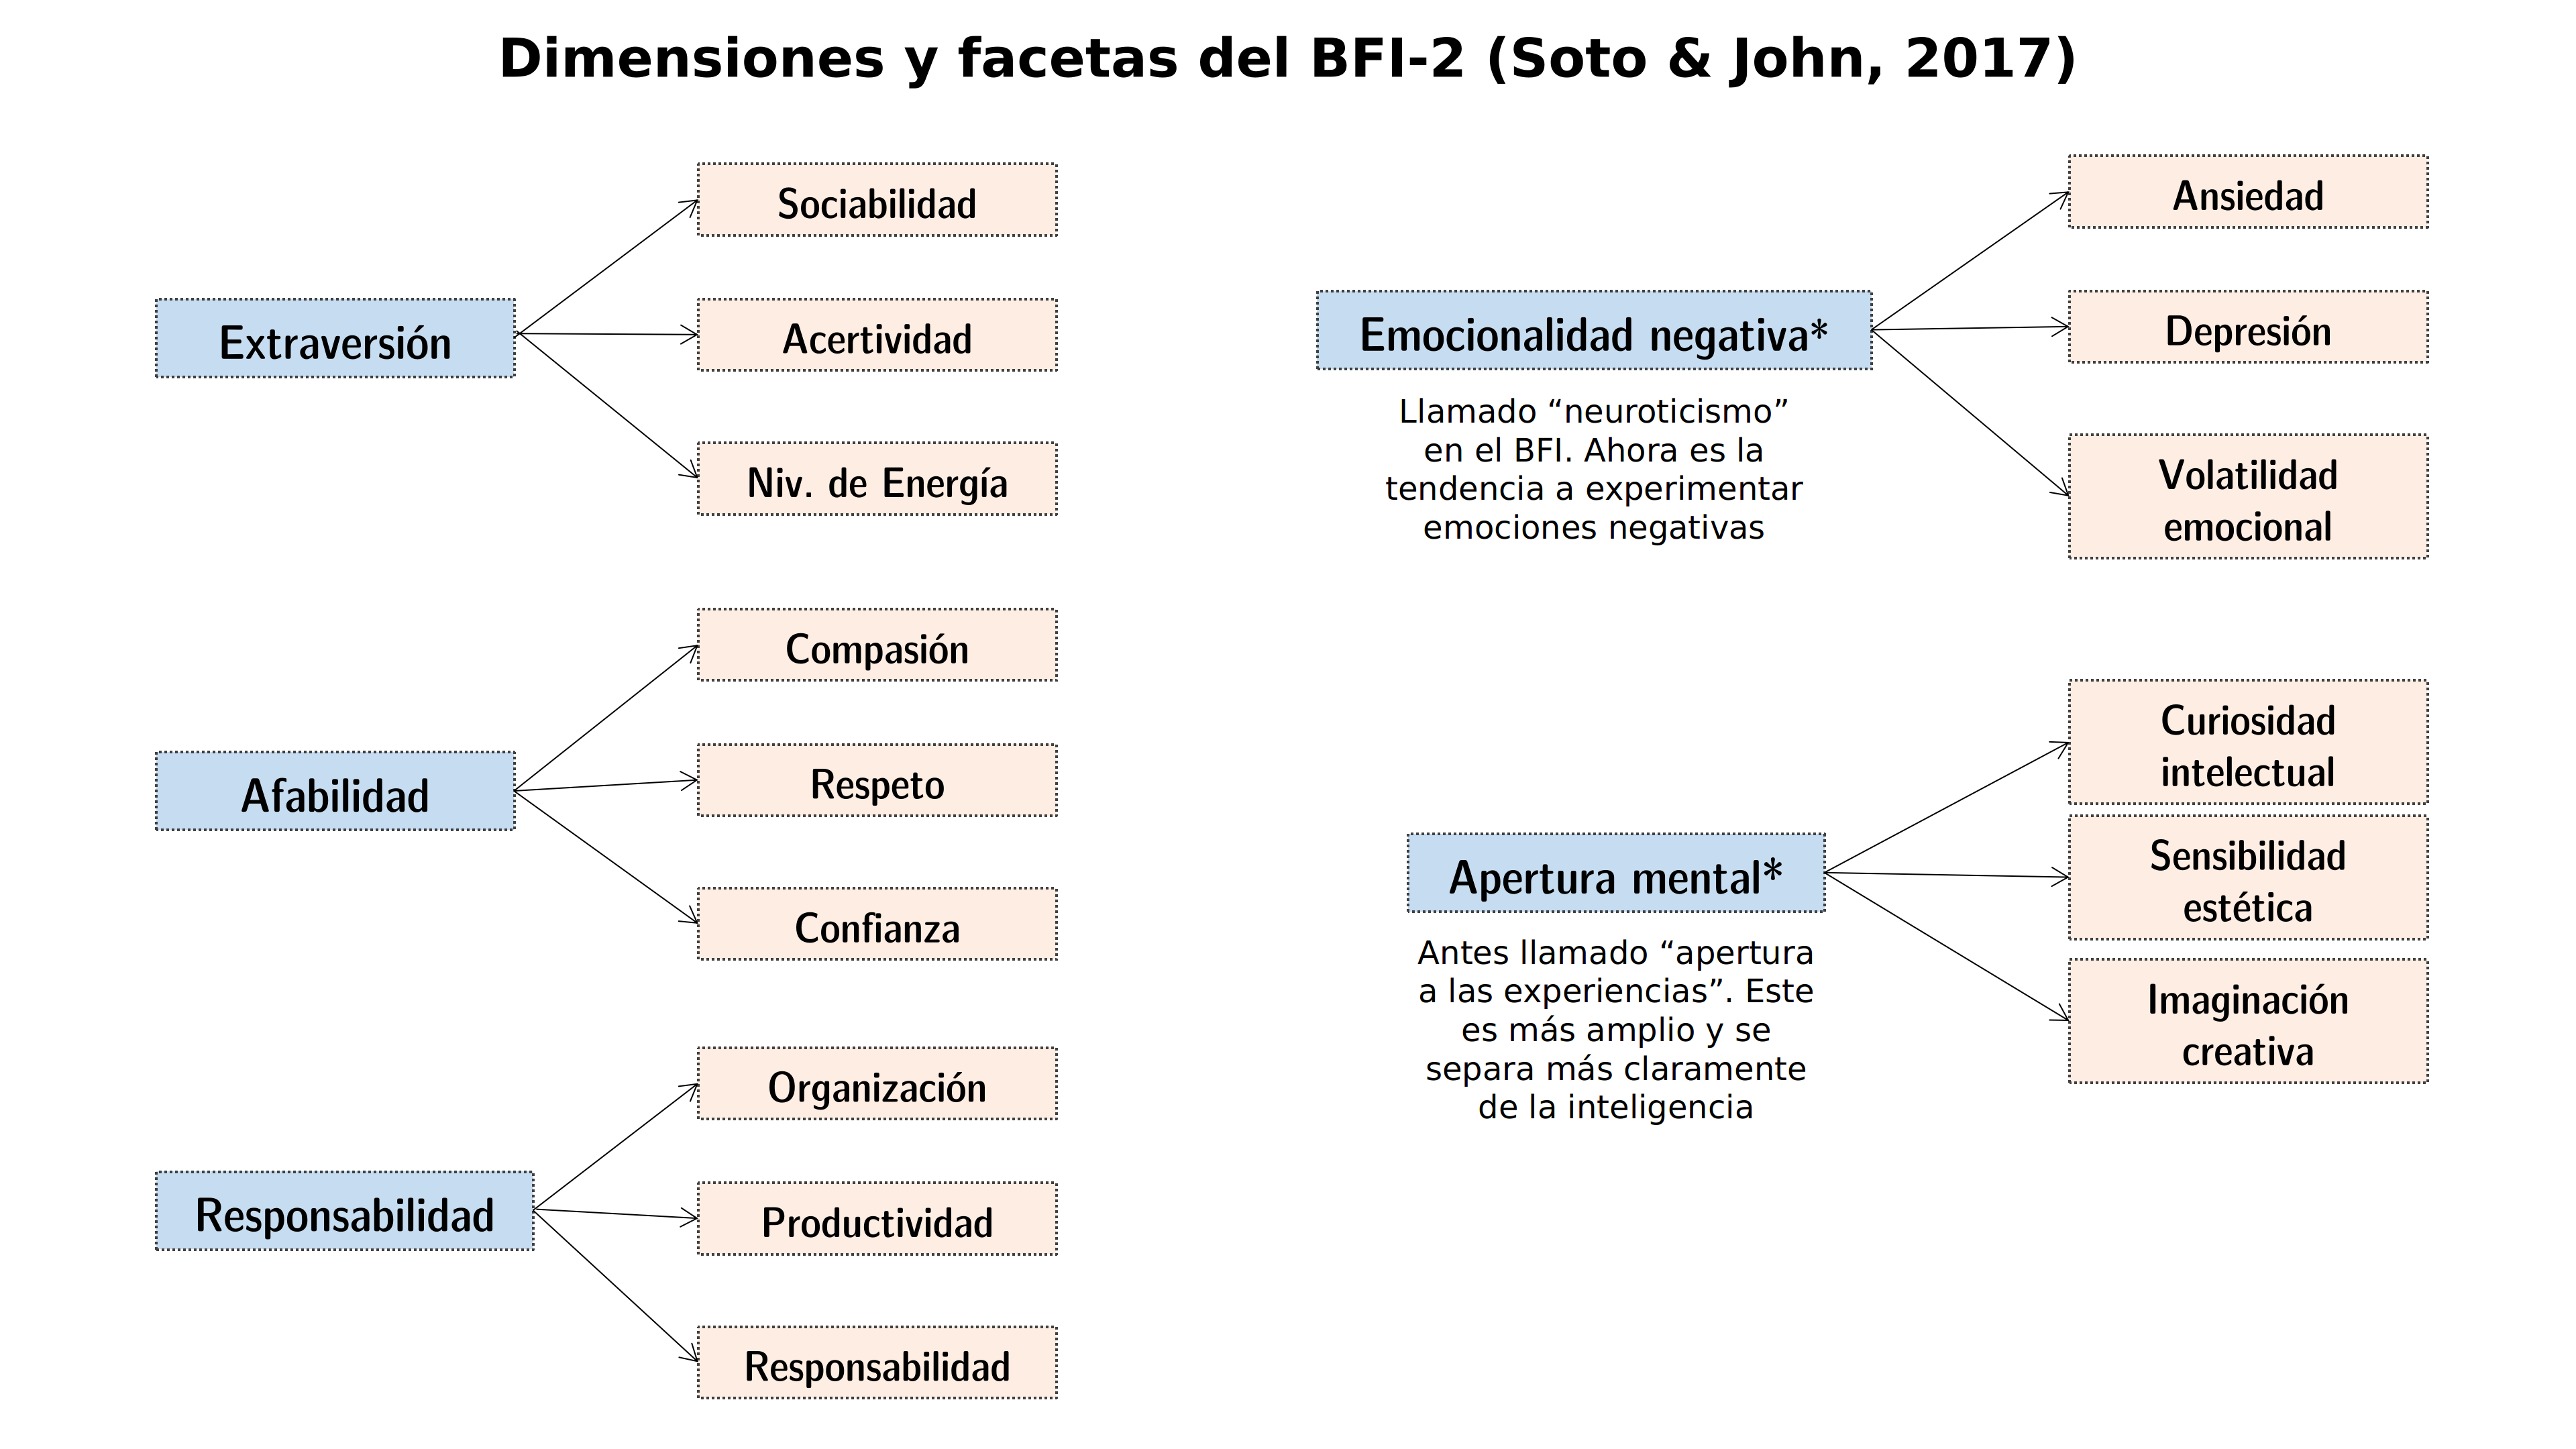 Dimensiones y facetas del BFI-2 (Soto & John, 2017)
Extraversión
Sociabilidad
Acertividad
Niv. de Energía
Afabilidad
Compasión
Respeto
Confianza
Responsabilidad
Organización
Productividad
Responsabilidad
Emocionalidad negativa*
Llamado “neuroticismo”
en el BFI. Ahora es la
tendencia a experimentar
emociones negativas
Ansiedad
Depresión
Volatilidad
emocional
Apertura mental*
Antes llamado “apertura
a las experiencias”. Este
es más amplio y se
separa más claramente
de la inteligencia
Curiosidad
intelectual
Sensibilidad
estética
Imaginación
creativa